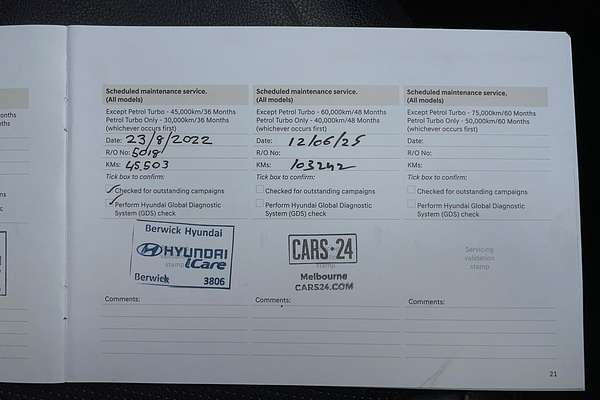 onths
ths
Scheduled maintenance service.
(All models)
Except Petrol Turbo - 45,000km/36 Months
Petrol Turbo Only - 30,000km/36 Months
(whichever occurs first)
Date: 23/8/2022
R/O No: 5018
KMs: 45,503
Tick box to confirm:
Checked for outstanding campaigns
Perform Hyundai Global Diagnostic
System (GDS) check
Berwick Hyundai
HYUNDAI
iCare
stamp
Berwick 3806
Comments:
Scheduled maintenance service.
(All models)
Except Petrol Turbo - 60,000km/48 Months
Petrol Turbo Only - 40,000km/48 Months
(whichever occurs first)
Date: 12/06/25
R/O No:
KMs: 103242
Tick box to confirm:
Checked for outstanding campaigns
Perform Hyundai Global Diagnostic
System (GDS) check
CARS24
stamp
Melbourne
CARS24.COM
Comments:
Scheduled maintenance service.
(All models)
Except Petrol Turbo - 75,000km/60 Months
Petrol Turbo Only - 50,000km/60 Months
(whichever occurs first)
Date:
R/O No:
KMs:
Tick box to confirm:
Checked for outstanding campaigns
Perform Hyundai Global Diagnostic
System (GDS) check
Servicing
validation
stamp
Comments:
21